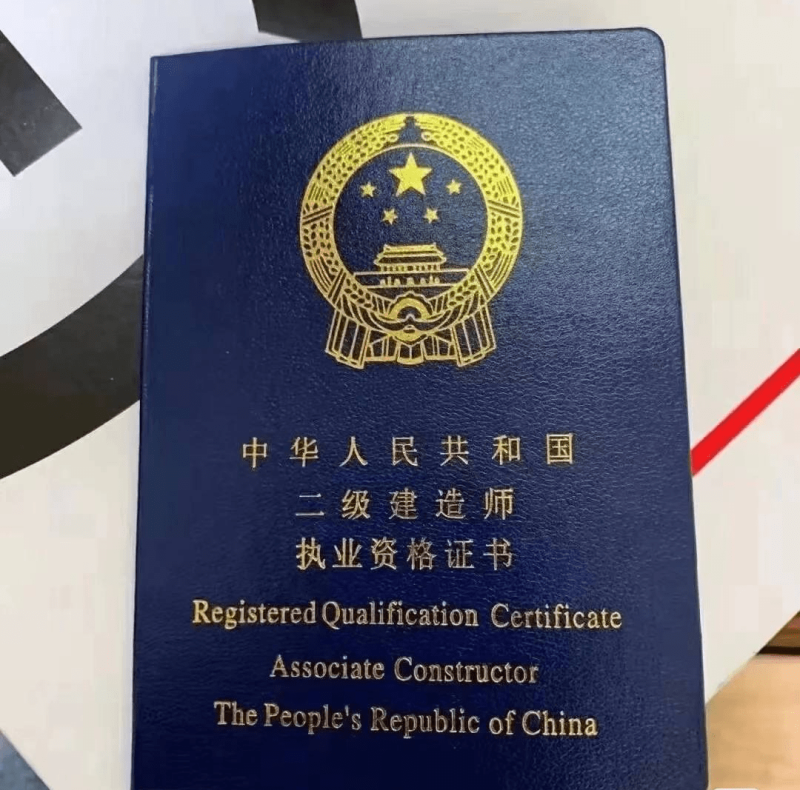 中华人民共和国
二级建造师
执业资格证书
Registered Qualification Certificate
Associate Constructor
The People's Republic of China